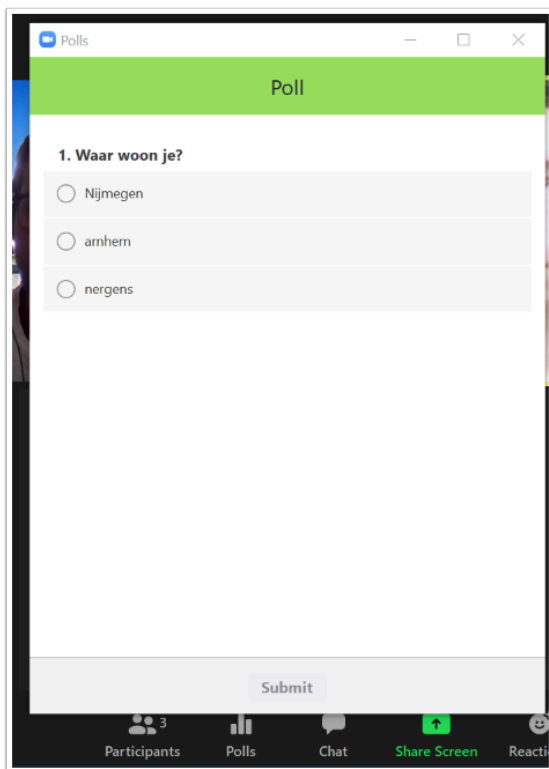 Polls
Poll
1. Waar woon je?
Nijmegen
arnhem
nergens
Submit
3
Participants
Polls
Chat
Share Screen
Reactio